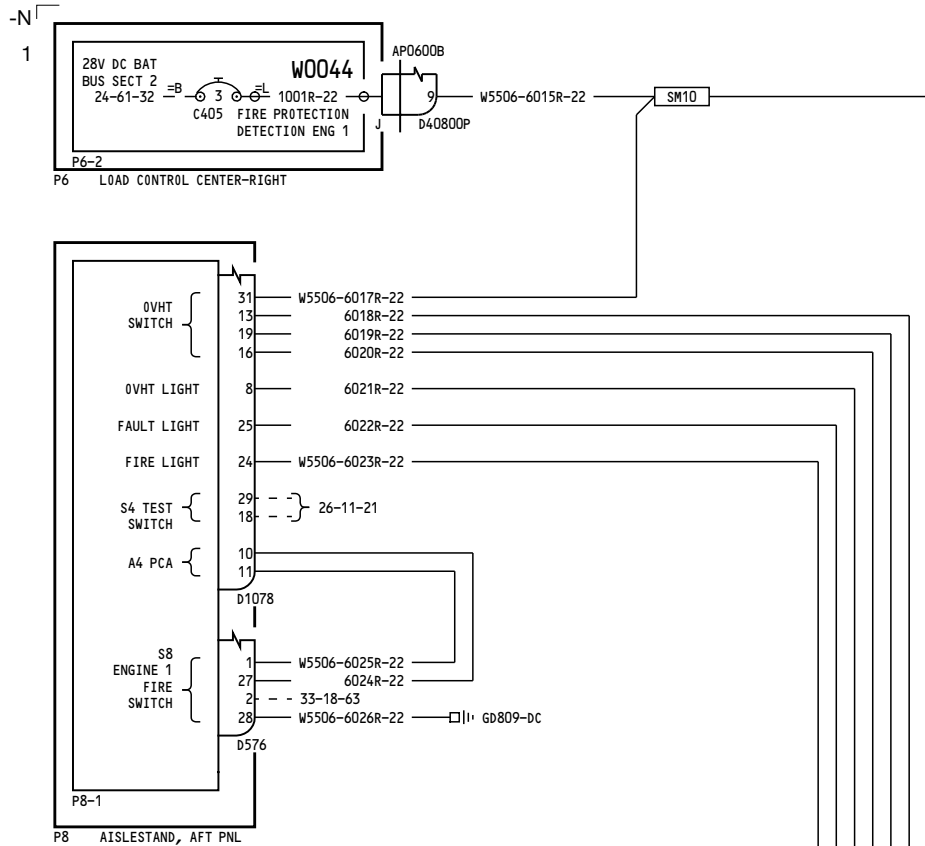 -N
1
28V DC BAT
BUS SECT 2
24-61-32
=B
3
=L
C405
W0044
1001R-22
FIRE PROTECTION
DETECTION ENG 1
P6-2
P6 LOAD CONTROL CENTER-RIGHT
AP0600B
9
J
D40800P
W5506-6015R-22
SM10
OVHT
SWITCH
31 W5506-6017R-22
13 6018R-22
19 6019R-22
16 6020R-22
OVHT LIGHT 8 6021R-22
FAULT LIGHT 25 6022R-22
FIRE LIGHT 24 W5506-6023R-22
S4 TEST
SWITCH
29
18
26-11-21
A4 PCA
10
11
D1078
S8
ENGINE 1
FIRE
SWITCH
1 W5506-6025R-22
27 6024R-22
2 33-18-63
28 W5506-6026R-22 GD809-DC
D576
P8-1
P8 AISLESTAND, AFT PNL